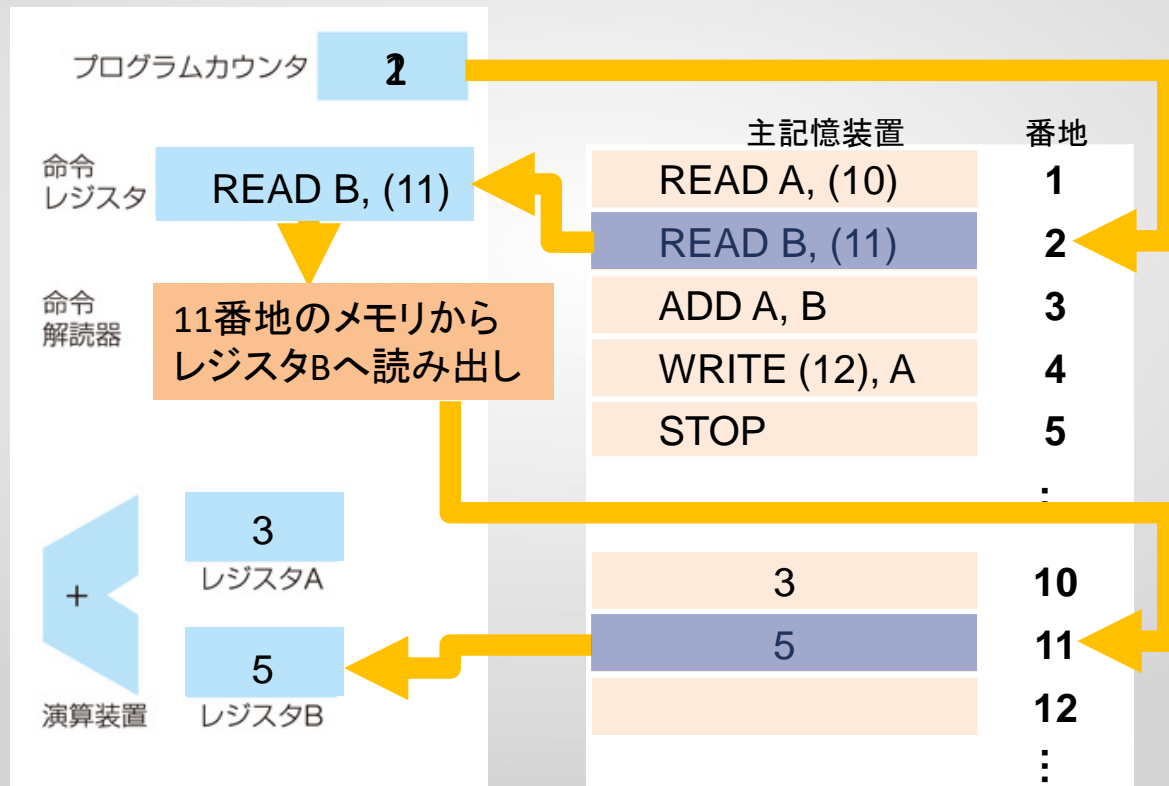 プログラムカウンタ
命令
レジスタ
READ B, (11)
命令
解読器
11番地のメモリから
レジスタBへ読み出し
+
3
レジスタA
5
レジスタB
演算装置
主記憶装置 番地
READ A, (10) 1
READ B, (11) 2
ADD A, B 3
WRITE (12), A 4
STOP 5
:
3 10
5 11
12
⋮